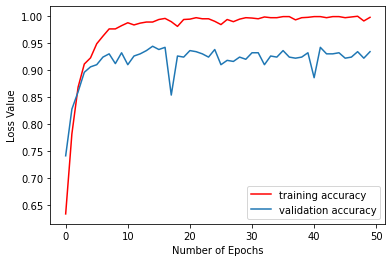 1.00
0.95
0.90
0.85
0.80
0.75
0.70
0.65
Loss Value
training accuracy
validation accuracy
0 10 20 30 40 50
Number of Epochs